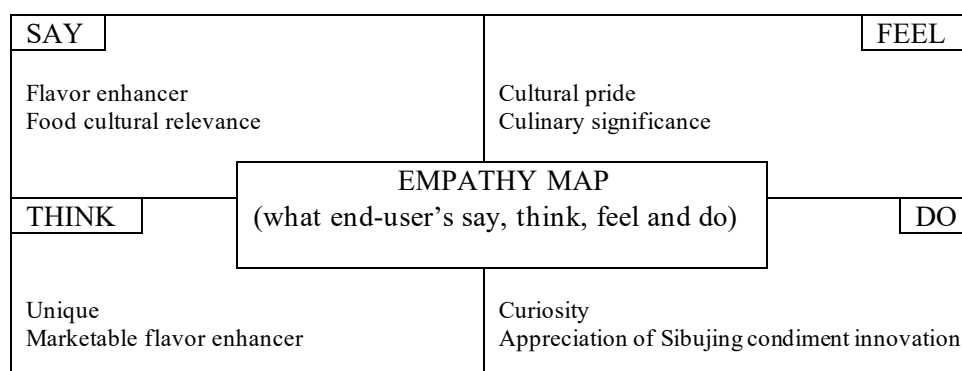 SAY
Flavor enhancer
Food cultural relevance
FEEL
Cultural pride
Culinary significance
EMPATHY MAP
(what end-user’s say, think, feel and do)
THINK
Unique
Marketable flavor enhancer
DO
Curiosity
Appreciation of Sibujing condiment innovation